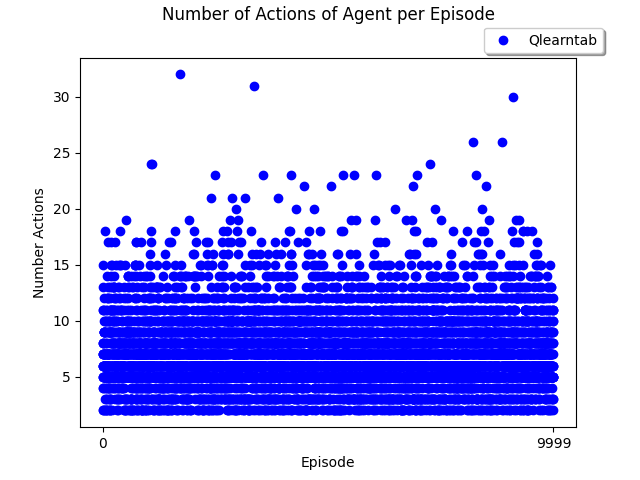 Number of Actions of Agent per Episode
Qlearntab
30
25
20
15
10
5
Number Actions
0
9999
Episode